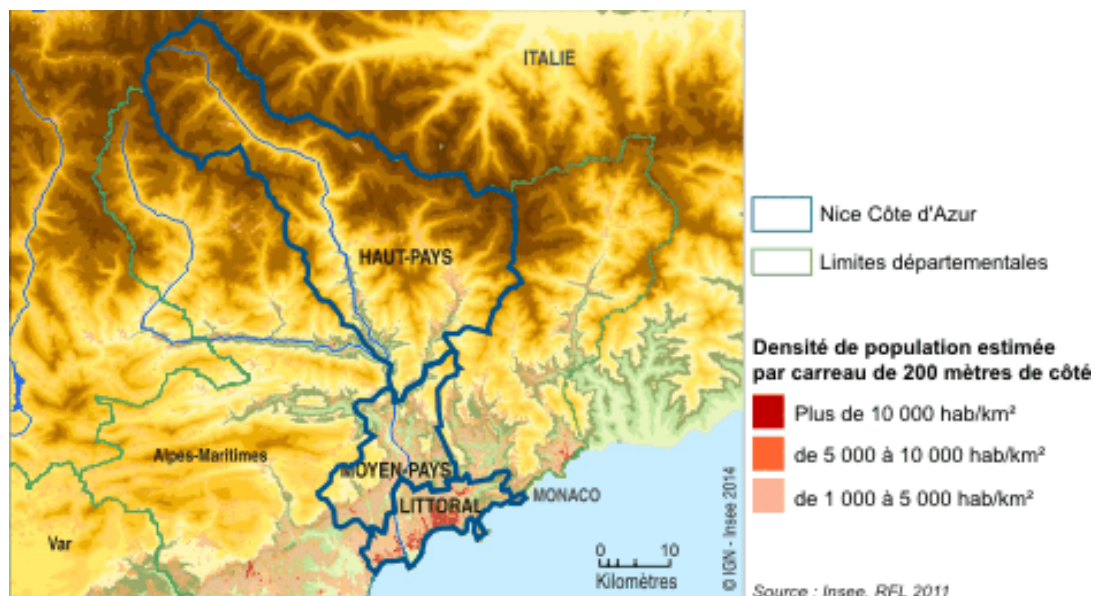 ITALIE
HAUT-PAYS
Alpes-Maritimes
MOYEN-PAYS
LITTORAL
MONACO
Var
0 10
Kilomètres
© IGN - Insee 2014
Nice Côte d'Azur
Limites départementales
Densité de population estimée
par carreau de 200 mètres de côté
Plus de 10 000 hab/km²
de 5 000 à 10 000 hab/km²
de 1 000 à 5 000 hab/km²
Source : Insee, RFL 2011